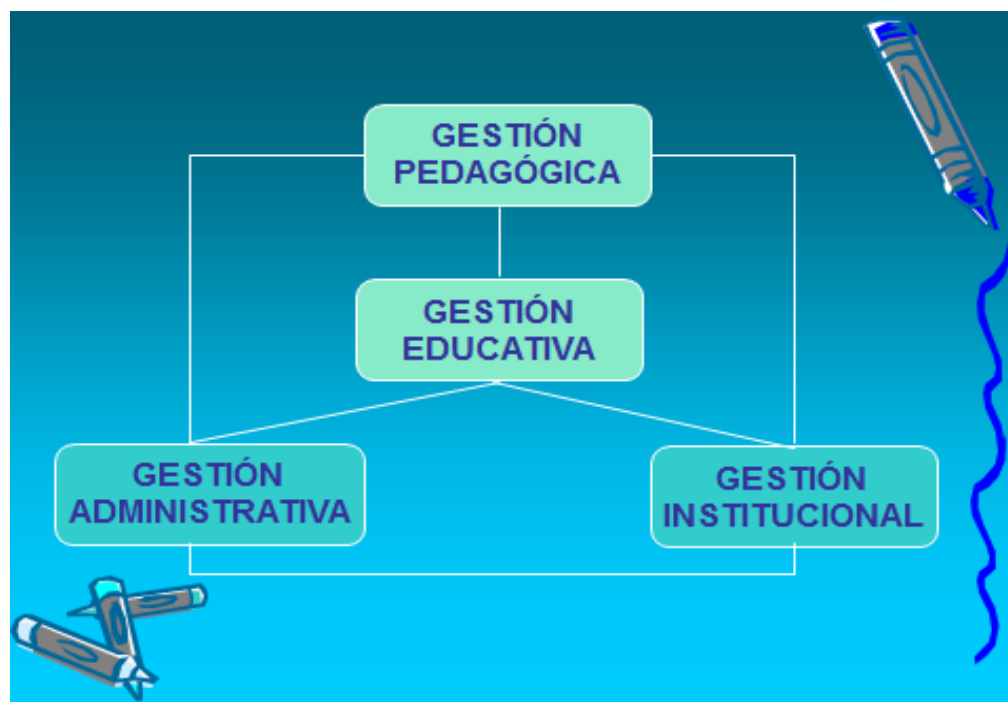 GESTIÓN
PEDAGÓGICA
GESTIÓN
EDUCATIVA
GESTIÓN
ADMINISTRATIVA
GESTIÓN
INSTITUCIONAL